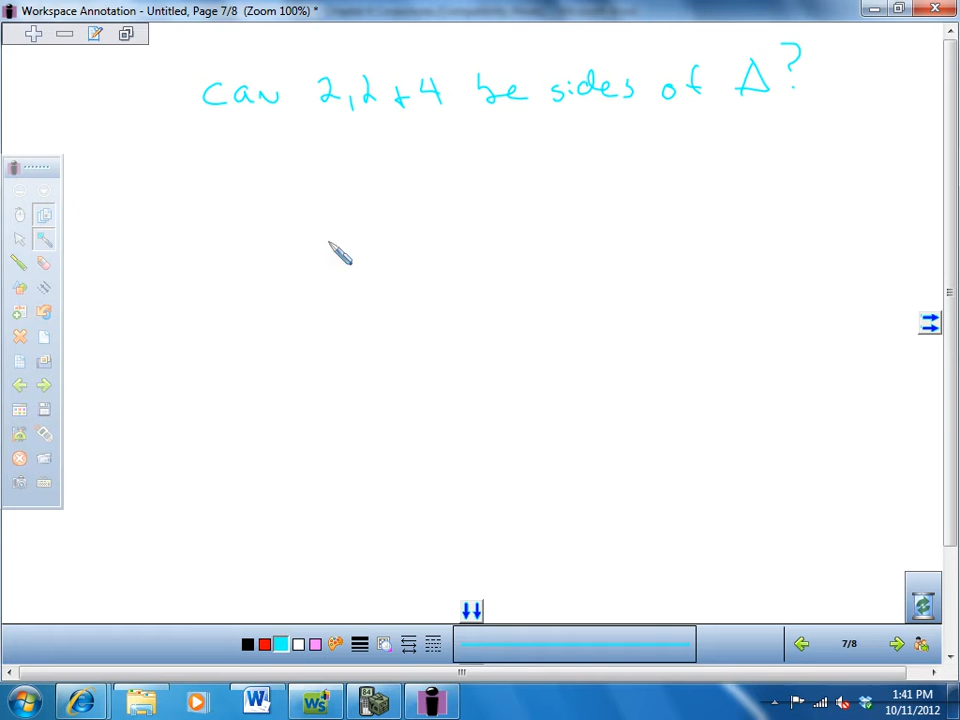 Workspace Annotation - Untitled, Page 7/8 (Zoom 100%) *
can 2,2+4 be sides of Δ?
7/8
84
1:41 PM
10/11/2012